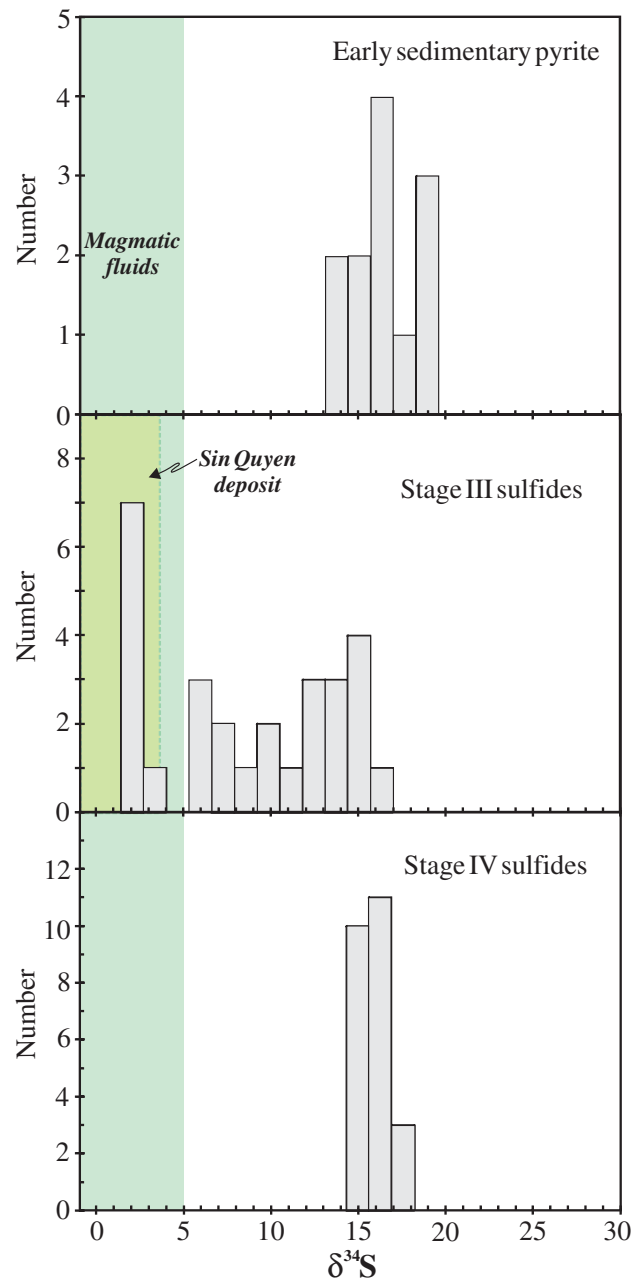 5
Early sedimentary pyrite
4
3
Number
Magmatic
fluids
2
1
0
8
Sin Quyen
deposit
Stage III sulfides
6
Number
4
2
0
12
Stage IV sulfides
10
8
Number
6
4
2
0
0 5 10 15 20 25 30
δ³⁴S